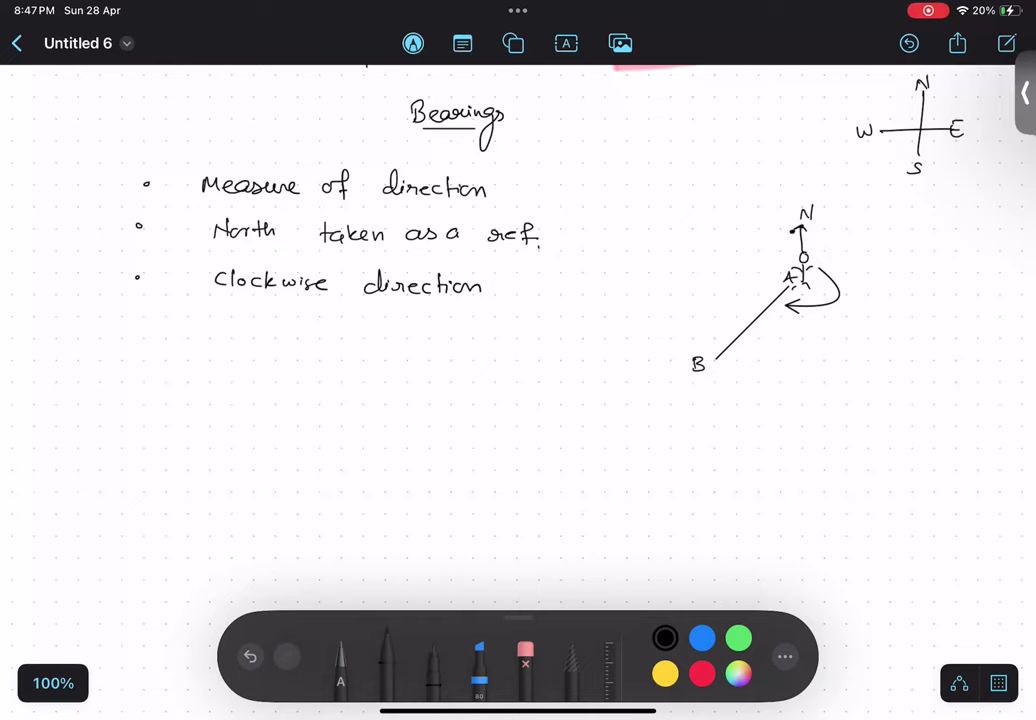 8:47 PM Sun 28 Apr
20%
Untitled 6
A
Bearings
N
W E
S
Measure of direction
North taken as a ref.
Clockwise direction
N
A
B
A
80
100%